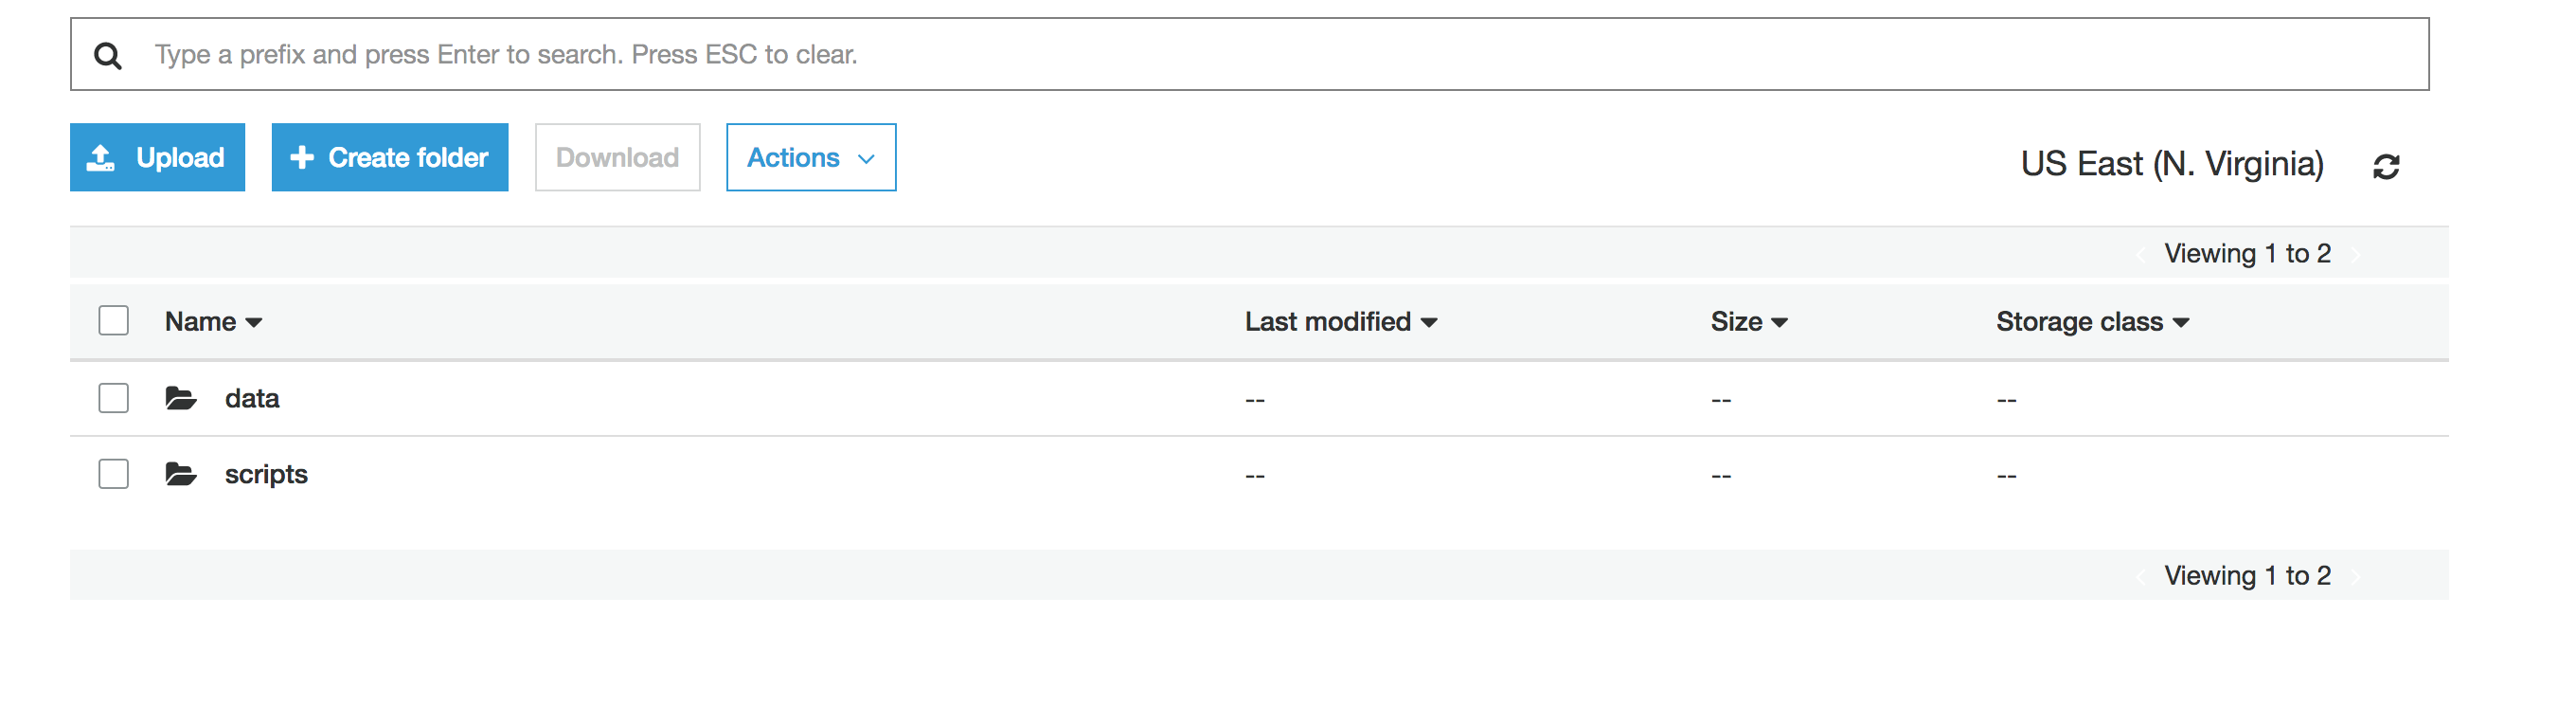 Type a prefix and press Enter to search. Press ESC to clear.
Upload Create folder Download Actions US East (N. Virginia)
Viewing 1 to 2
Name Last modified Size Storage class
data -- -- --
scripts -- -- --
Viewing 1 to 2